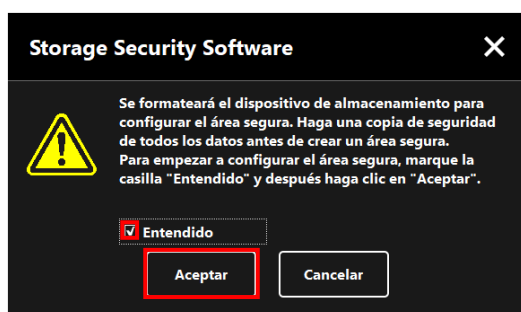 Storage Security Software
Se formateará el dispositivo de almacenamiento para
configurar el área segura. Haga una copia de seguridad
de todos los datos antes de crear un área segura.
Para empezar a configurar el área segura, marque la
casilla "Entendido" y después haga clic en "Aceptar".
Entendido
Aceptar
Cancelar